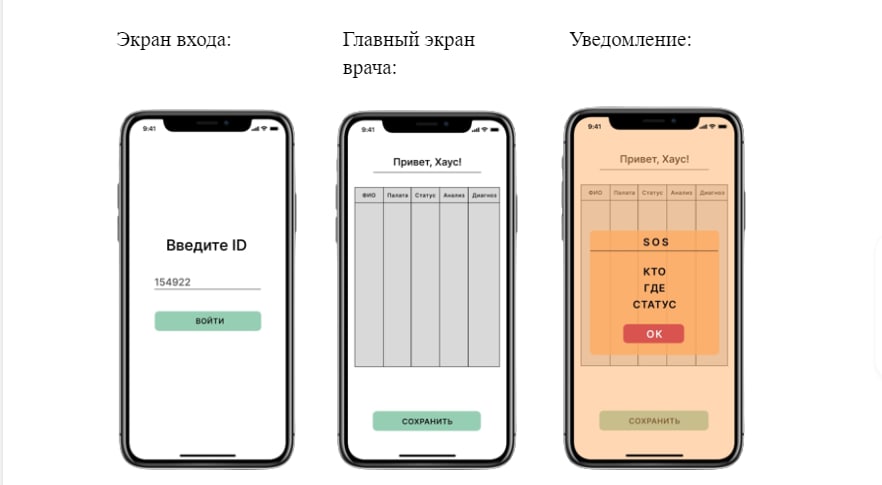 Экран входа:
Главный экран
врача:
Уведомление:
9:41
Введите ID
154922
ВОЙТИ
9:41
Привет, Хаус!
ФИО Палата Статус Анализ Диагноз
СОХРАНИТЬ
9:41
Привет, Хаус!
ФИО Палата Статус Анализ Диагноз
SOS
КТО
ГДЕ
СТАТУС
ОК
СОХРАНИТЬ